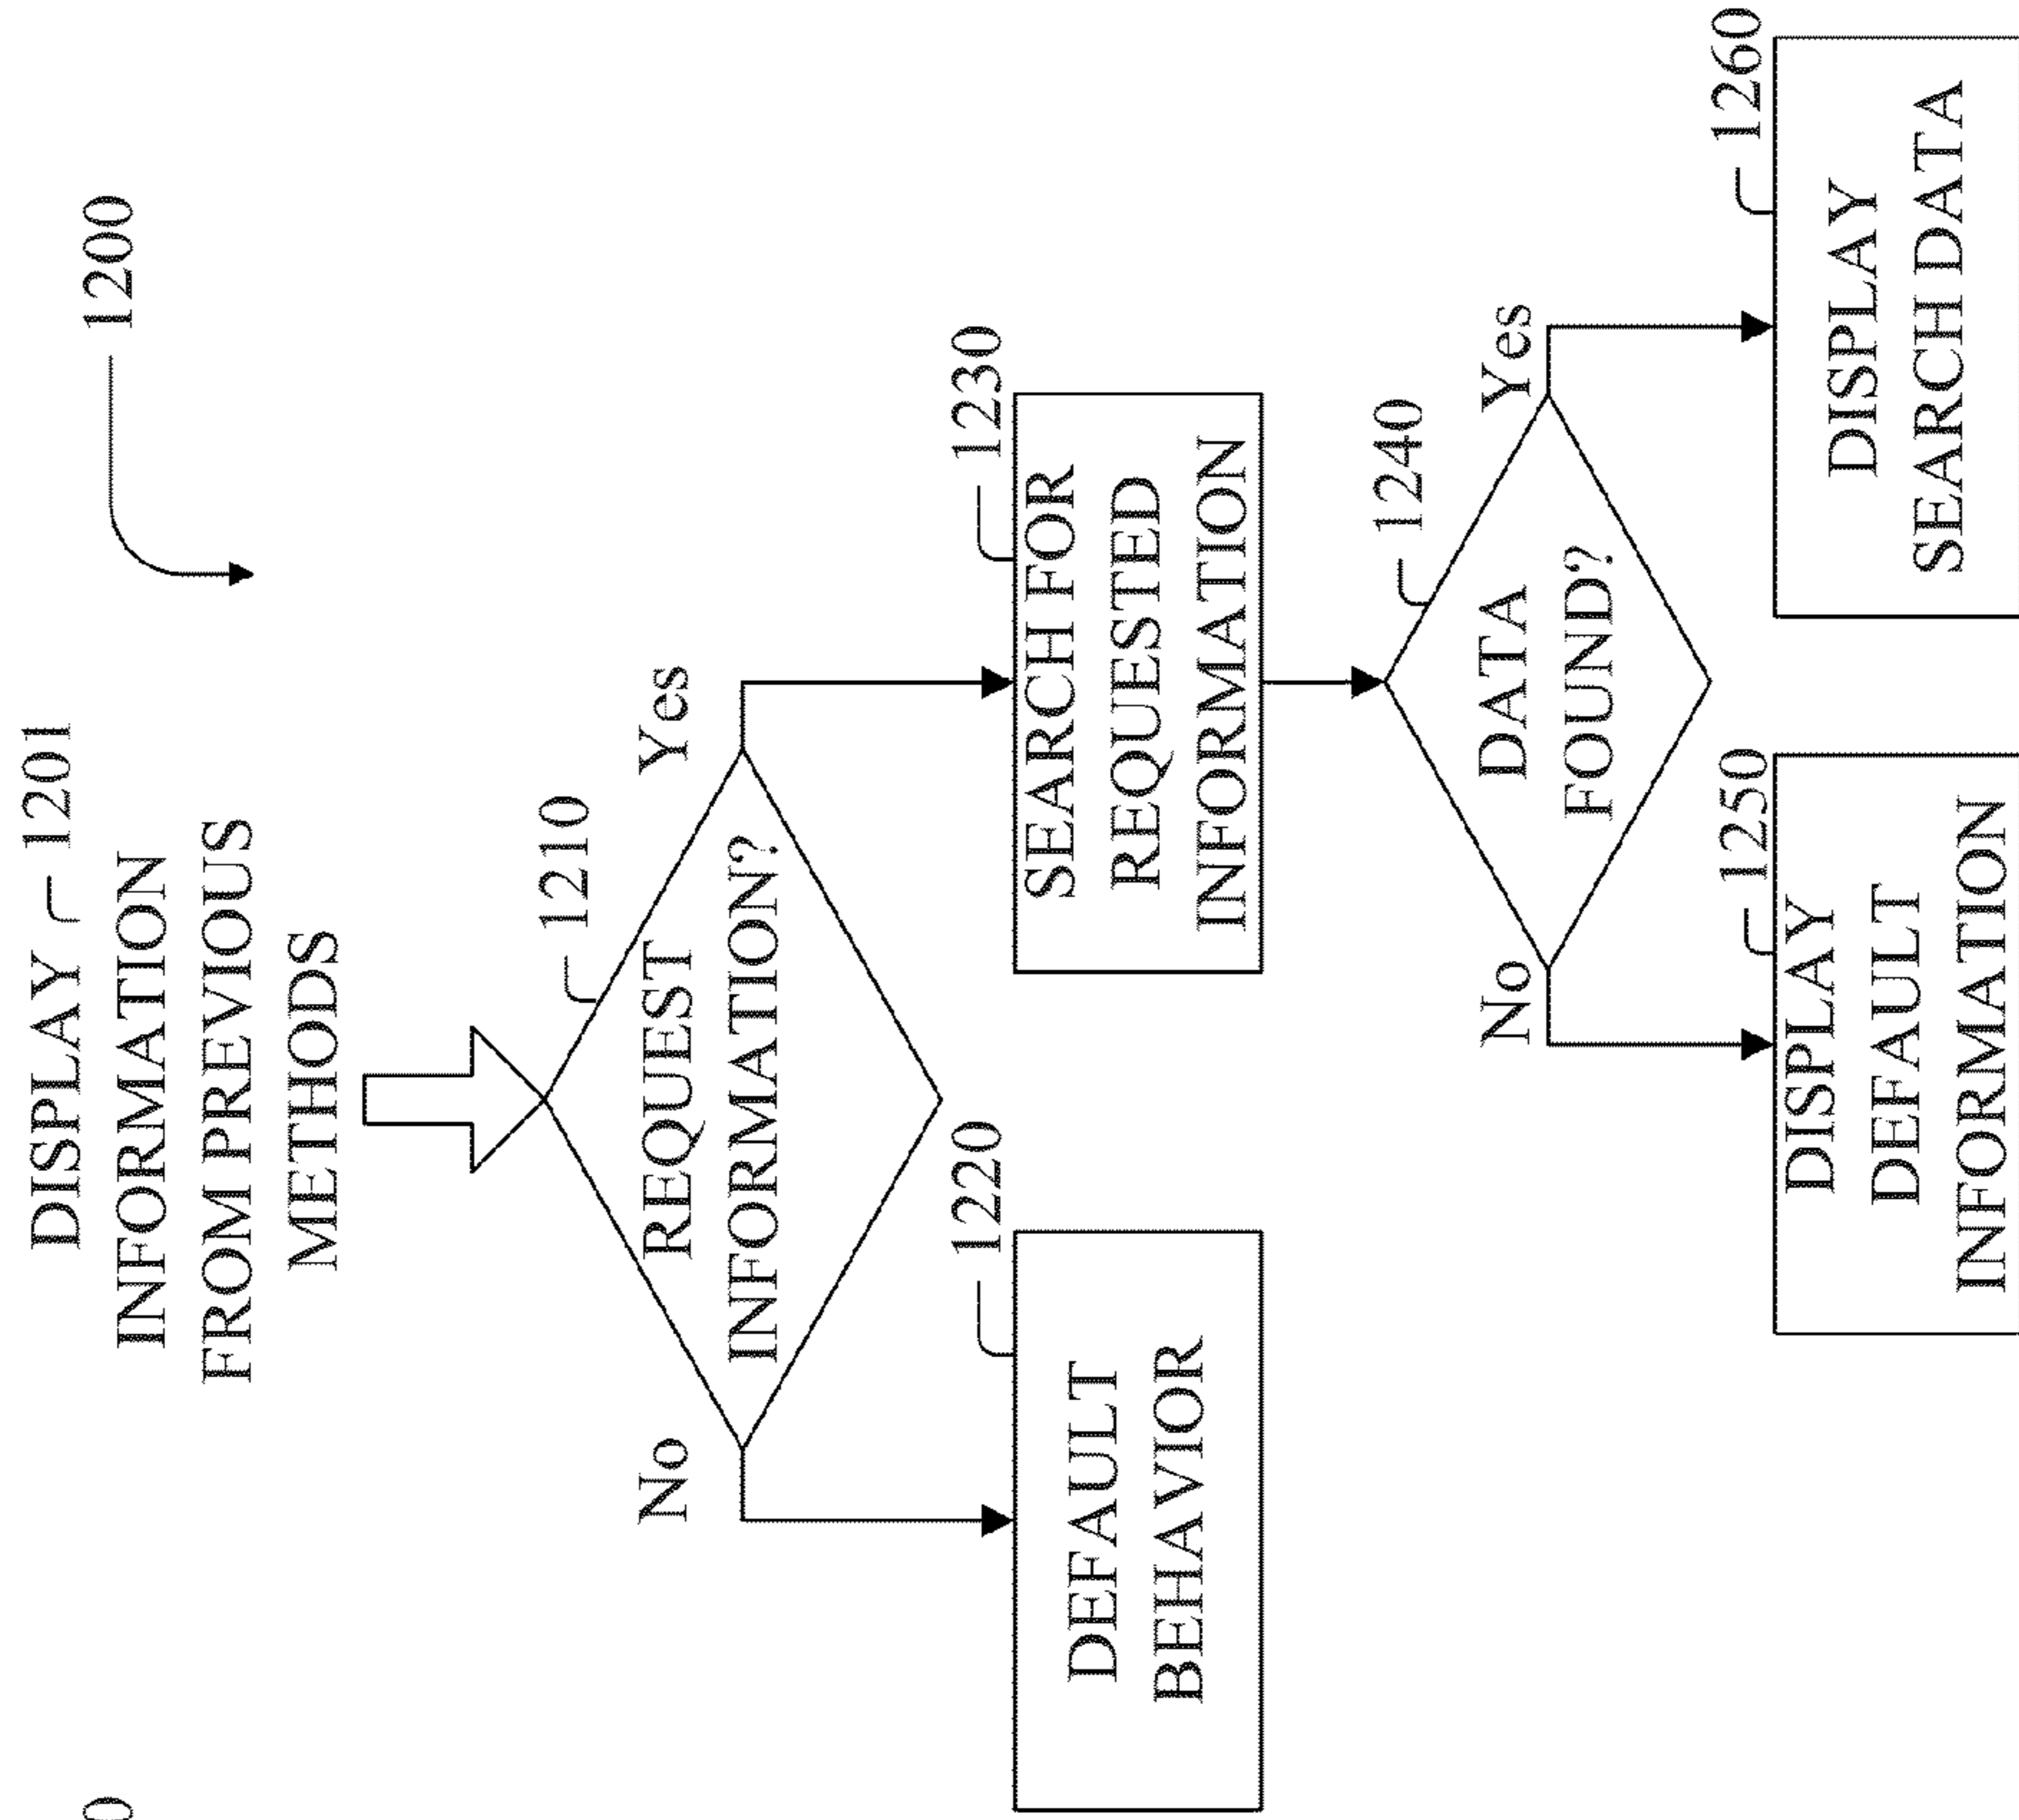 1200
DISPLAY 1201
INFORMATION
FROM PREVIOUS
METHODS
1210
REQUEST
INFORMATION?
No
Yes
1220
DEFAULT
BEHAVIOR
1230
SEARCH FOR
REQUESTED
INFORMATION
1240
DATA
FOUND?
No
Yes
1250
DISPLAY
DEFAULT
INFORMATION
1260
DISPLAY
SEARCH DATA
0